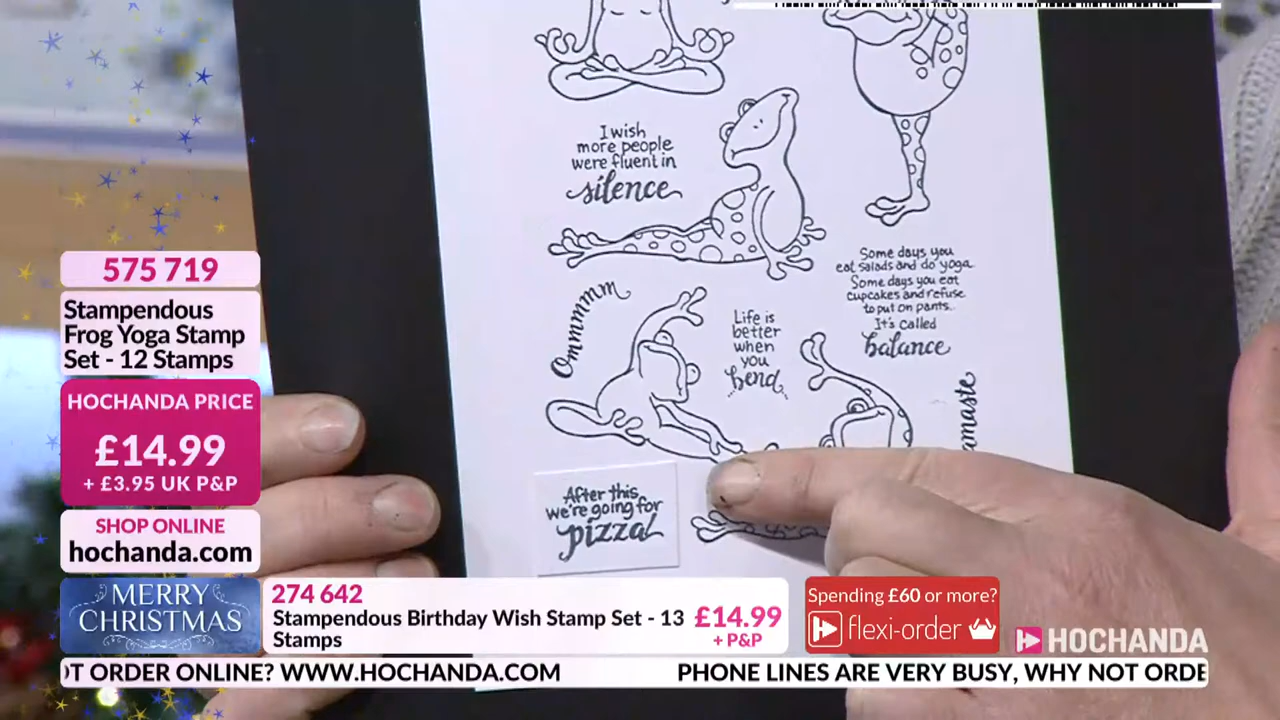 I wish
more people
were fluent in
silence
Some days you
eat salads and do yoga.
Some days you eat
cupcakes and refuse
to put on pants.
It's called
balance
Ommmmm
Life is
better
when
you
bend
After this
we're going for
pizza!
575 719
Stampendous
Frog Yoga Stamp
Set - 12 Stamps
HOCHANDA PRICE
£14.99
+ £3.95 UK P&P
SHOP ONLINE
hochanda.com
MERRY
CHRISTMAS
274 642
Stampendous Birthday Wish Stamp Set - 13
Stamps
£14.99
+ P&P
Spending £60 or more?
flexi-order
HOCHANDA
OT ORDER ONLINE? WWW.HOCHANDA.COM
PHONE LINES ARE VERY BUSY, WHY NOT ORDE